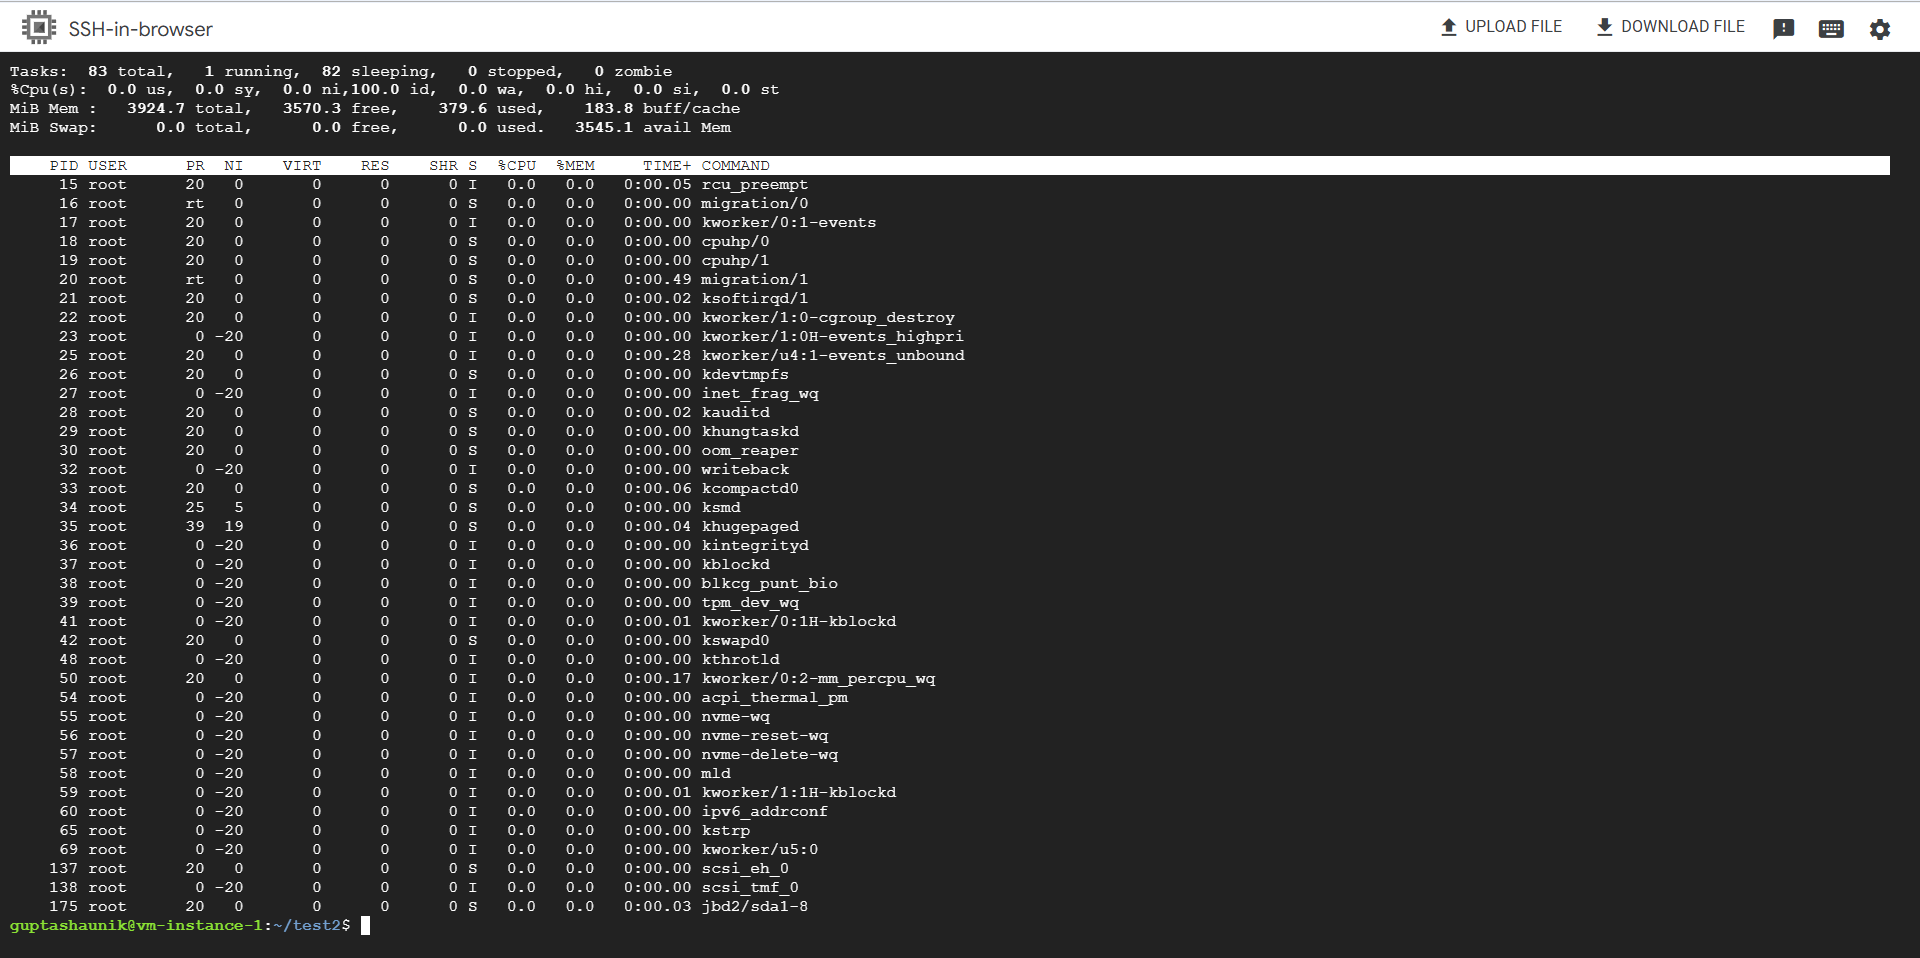 SSH-in-browser
UPLOAD FILE
DOWNLOAD FILE
Tasks:  83 total,   1 running,  82 sleeping,   0 stopped,   0 zombie
%Cpu(s):  0.0 us,  0.0 sy,  0.0 ni,100.0 id,  0.0 wa,  0.0 hi,  0.0 si,  0.0 st
MiB Mem :   3924.7 total,   3570.3 free,    379.6 used,    183.8 buff/cache
MiB Swap:      0.0 total,      0.0 free,      0.0 used.   3545.1 avail Mem
PID USER      PR  NI    VIRT    RES    SHR S  %CPU  %MEM     TIME+ COMMAND
15 root      20   0       0      0      0 I   0.0   0.0   0:00.05 rcu_preempt
16 root      rt   0       0      0      0 S   0.0   0.0   0:00.00 migration/0
17 root      20   0       0      0      0 I   0.0   0.0   0:00.00 kworker/0:1-events
18 root      20   0       0      0      0 S   0.0   0.0   0:00.00 cpuhp/0
19 root      20   0       0      0      0 S   0.0   0.0   0:00.00 cpuhp/1
20 root      rt   0       0      0      0 S   0.0   0.0   0:00.49 migration/1
21 root      20   0       0      0      0 S   0.0   0.0   0:00.02 ksoftirqd/1
22 root      20   0       0      0      0 I   0.0   0.0   0:00.00 kworker/1:0-cgroup_destroy
23 root       0 -20       0      0      0 I   0.0   0.0   0:00.00 kworker/1:0H-events_highpri
25 root      20   0       0      0      0 I   0.0   0.0   0:00.28 kworker/u4:1-events_unbound
26 root      20   0       0      0      0 S   0.0   0.0   0:00.00 kdevtmpfs
27 root       0 -20       0      0      0 I   0.0   0.0   0:00.00 inet_frag_wq
28 root      20   0       0      0      0 S   0.0   0.0   0:00.02 kauditd
29 root      20   0       0      0      0 S   0.0   0.0   0:00.00 khungtaskd
30 root      20   0       0      0      0 S   0.0   0.0   0:00.00 oom_reaper
32 root       0 -20       0      0      0 I   0.0   0.0   0:00.00 writeback
33 root      20   0       0      0      0 S   0.0   0.0   0:00.06 kcompactd0
34 root      25   5       0      0      0 S   0.0   0.0   0:00.00 ksmd
35 root      39  19       0      0      0 S   0.0   0.0   0:00.04 khugepaged
36 root       0 -20       0      0      0 I   0.0   0.0   0:00.00 kintegrityd
37 root       0 -20       0      0      0 I   0.0   0.0   0:00.00 kblockd
38 root       0 -20       0      0      0 I   0.0   0.0   0:00.00 blkcg_punt_bio
39 root       0 -20       0      0      0 I   0.0   0.0   0:00.00 tpm_dev_wq
41 root       0 -20       0      0      0 I   0.0   0.0   0:00.01 kworker/0:1H-kblockd
42 root      20   0       0      0      0 S   0.0   0.0   0:00.00 kswapd0
48 root       0 -20       0      0      0 I   0.0   0.0   0:00.00 kthrotld
50 root      20   0       0      0      0 I   0.0   0.0   0:00.17 kworker/0:2-mm_percpu_wq
54 root       0 -20       0      0      0 I   0.0   0.0   0:00.00 acpi_thermal_pm
55 root       0 -20       0      0      0 I   0.0   0.0   0:00.00 nvme-wq
56 root       0 -20       0      0      0 I   0.0   0.0   0:00.00 nvme-reset-wq
57 root       0 -20       0      0      0 I   0.0   0.0   0:00.00 nvme-delete-wq
58 root       0 -20       0      0      0 I   0.0   0.0   0:00.00 mld
59 root       0 -20       0      0      0 I   0.0   0.0   0:00.01 kworker/1:1H-kblockd
60 root       0 -20       0      0      0 I   0.0   0.0   0:00.00 ipv6_addrconf
65 root       0 -20       0      0      0 I   0.0   0.0   0:00.00 kstrp
69 root       0 -20       0      0      0 I   0.0   0.0   0:00.00 kworker/u5:0
137 root      20   0       0      0      0 S   0.0   0.0   0:00.00 scsi_eh_0
138 root       0 -20       0      0      0 I   0.0   0.0   0:00.00 scsi_tmf_0
175 root      20   0       0      0      0 S   0.0   0.0   0:00.03 jbd2/sda1-8
guptashaunik@vm-instance-1:~/test2$